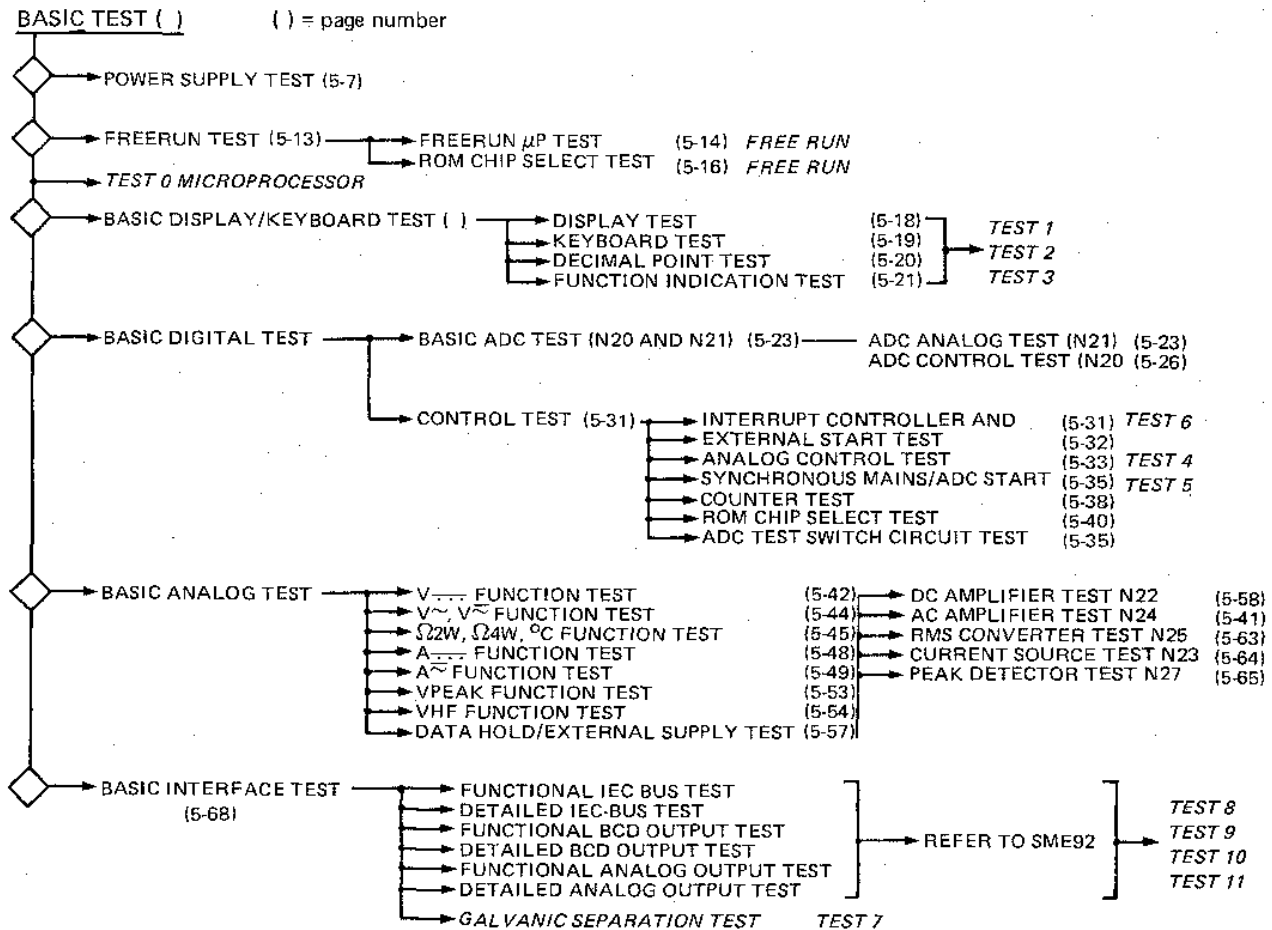 BASIC TEST ( ) ( ) = page number
POWER SUPPLY TEST (5-7)
FREERUN TEST (5-13) FREERUN µP TEST (5-14) FREE RUN
ROM CHIP SELECT TEST (5-16) FREE RUN
TEST 0 MICROPROCESSOR
BASIC DISPLAY/KEYBOARD TEST ( ) DISPLAY TEST (5-18) TEST 1
KEYBOARD TEST (5-19)
DECIMAL POINT TEST (5-20) TEST 2
FUNCTION INDICATION TEST (5-21) TEST 3
BASIC DIGITAL TEST BASIC ADC TEST (N20 AND N21) (5-23) ADC ANALOG TEST (N21) (5-23)
ADC CONTROL TEST (N20 (5-26)
CONTROL TEST (5-31) INTERRUPT CONTROLLER AND (5-31) TEST 6
EXTERNAL START TEST (5-32)
ANALOG CONTROL TEST (5-33) TEST 4
SYNCHRONOUS MAINS/ADC START (5-35) TEST 5
COUNTER TEST (5-38)
ROM CHIP SELECT TEST (5-40)
ADC TEST SWITCH CIRCUIT TEST (5-35)
BASIC ANALOG TEST V⎓ FUNCTION TEST (5-42) DC AMPLIFIER TEST N22 (5-58)
V~, V≂ FUNCTION TEST (5-44) AC AMPLIFIER TEST N24 (5-41)
Ω2W, Ω4W, °C FUNCTION TEST (5-45) RMS CONVERTER TEST N25 (5-63)
A⎓ FUNCTION TEST (5-48) CURRENT SOURCE TEST N23 (5-64)
A≂ FUNCTION TEST (5-49) PEAK DETECTOR TEST N27 (5-65)
VPEAK FUNCTION TEST (5-53)
VHF FUNCTION TEST (5-54)
DATA HOLD/EXTERNAL SUPPLY TEST (5-57)
BASIC INTERFACE TEST FUNCTIONAL IEC BUS TEST
(5-68) DETAILED IEC-BUS TEST TEST 8
FUNCTIONAL BCD OUTPUT TEST TEST 9
DETAILED BCD OUTPUT TEST REFER TO SME92
FUNCTIONAL ANALOG OUTPUT TEST TEST 10
DETAILED ANALOG OUTPUT TEST TEST 11
GALVANIC SEPARATION TEST TEST 7